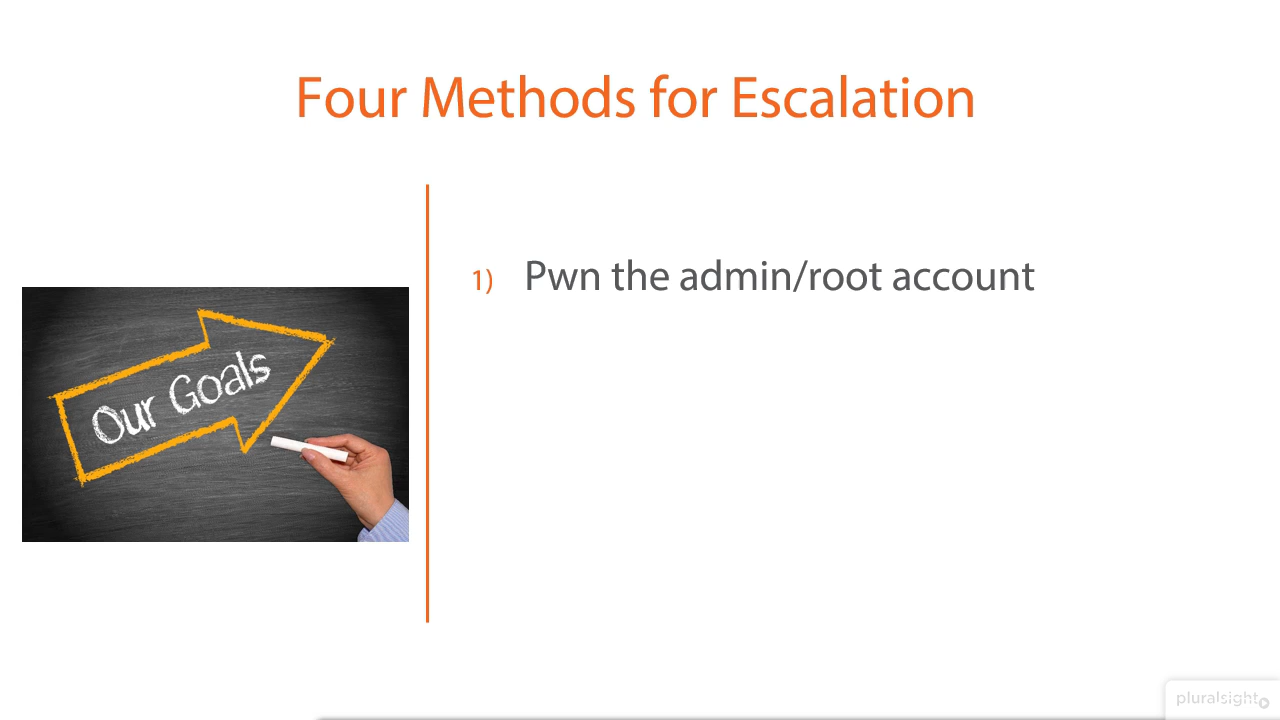 Four Methods for Escalation
Our Goals
1) Pwn the admin/root account
pluralsight